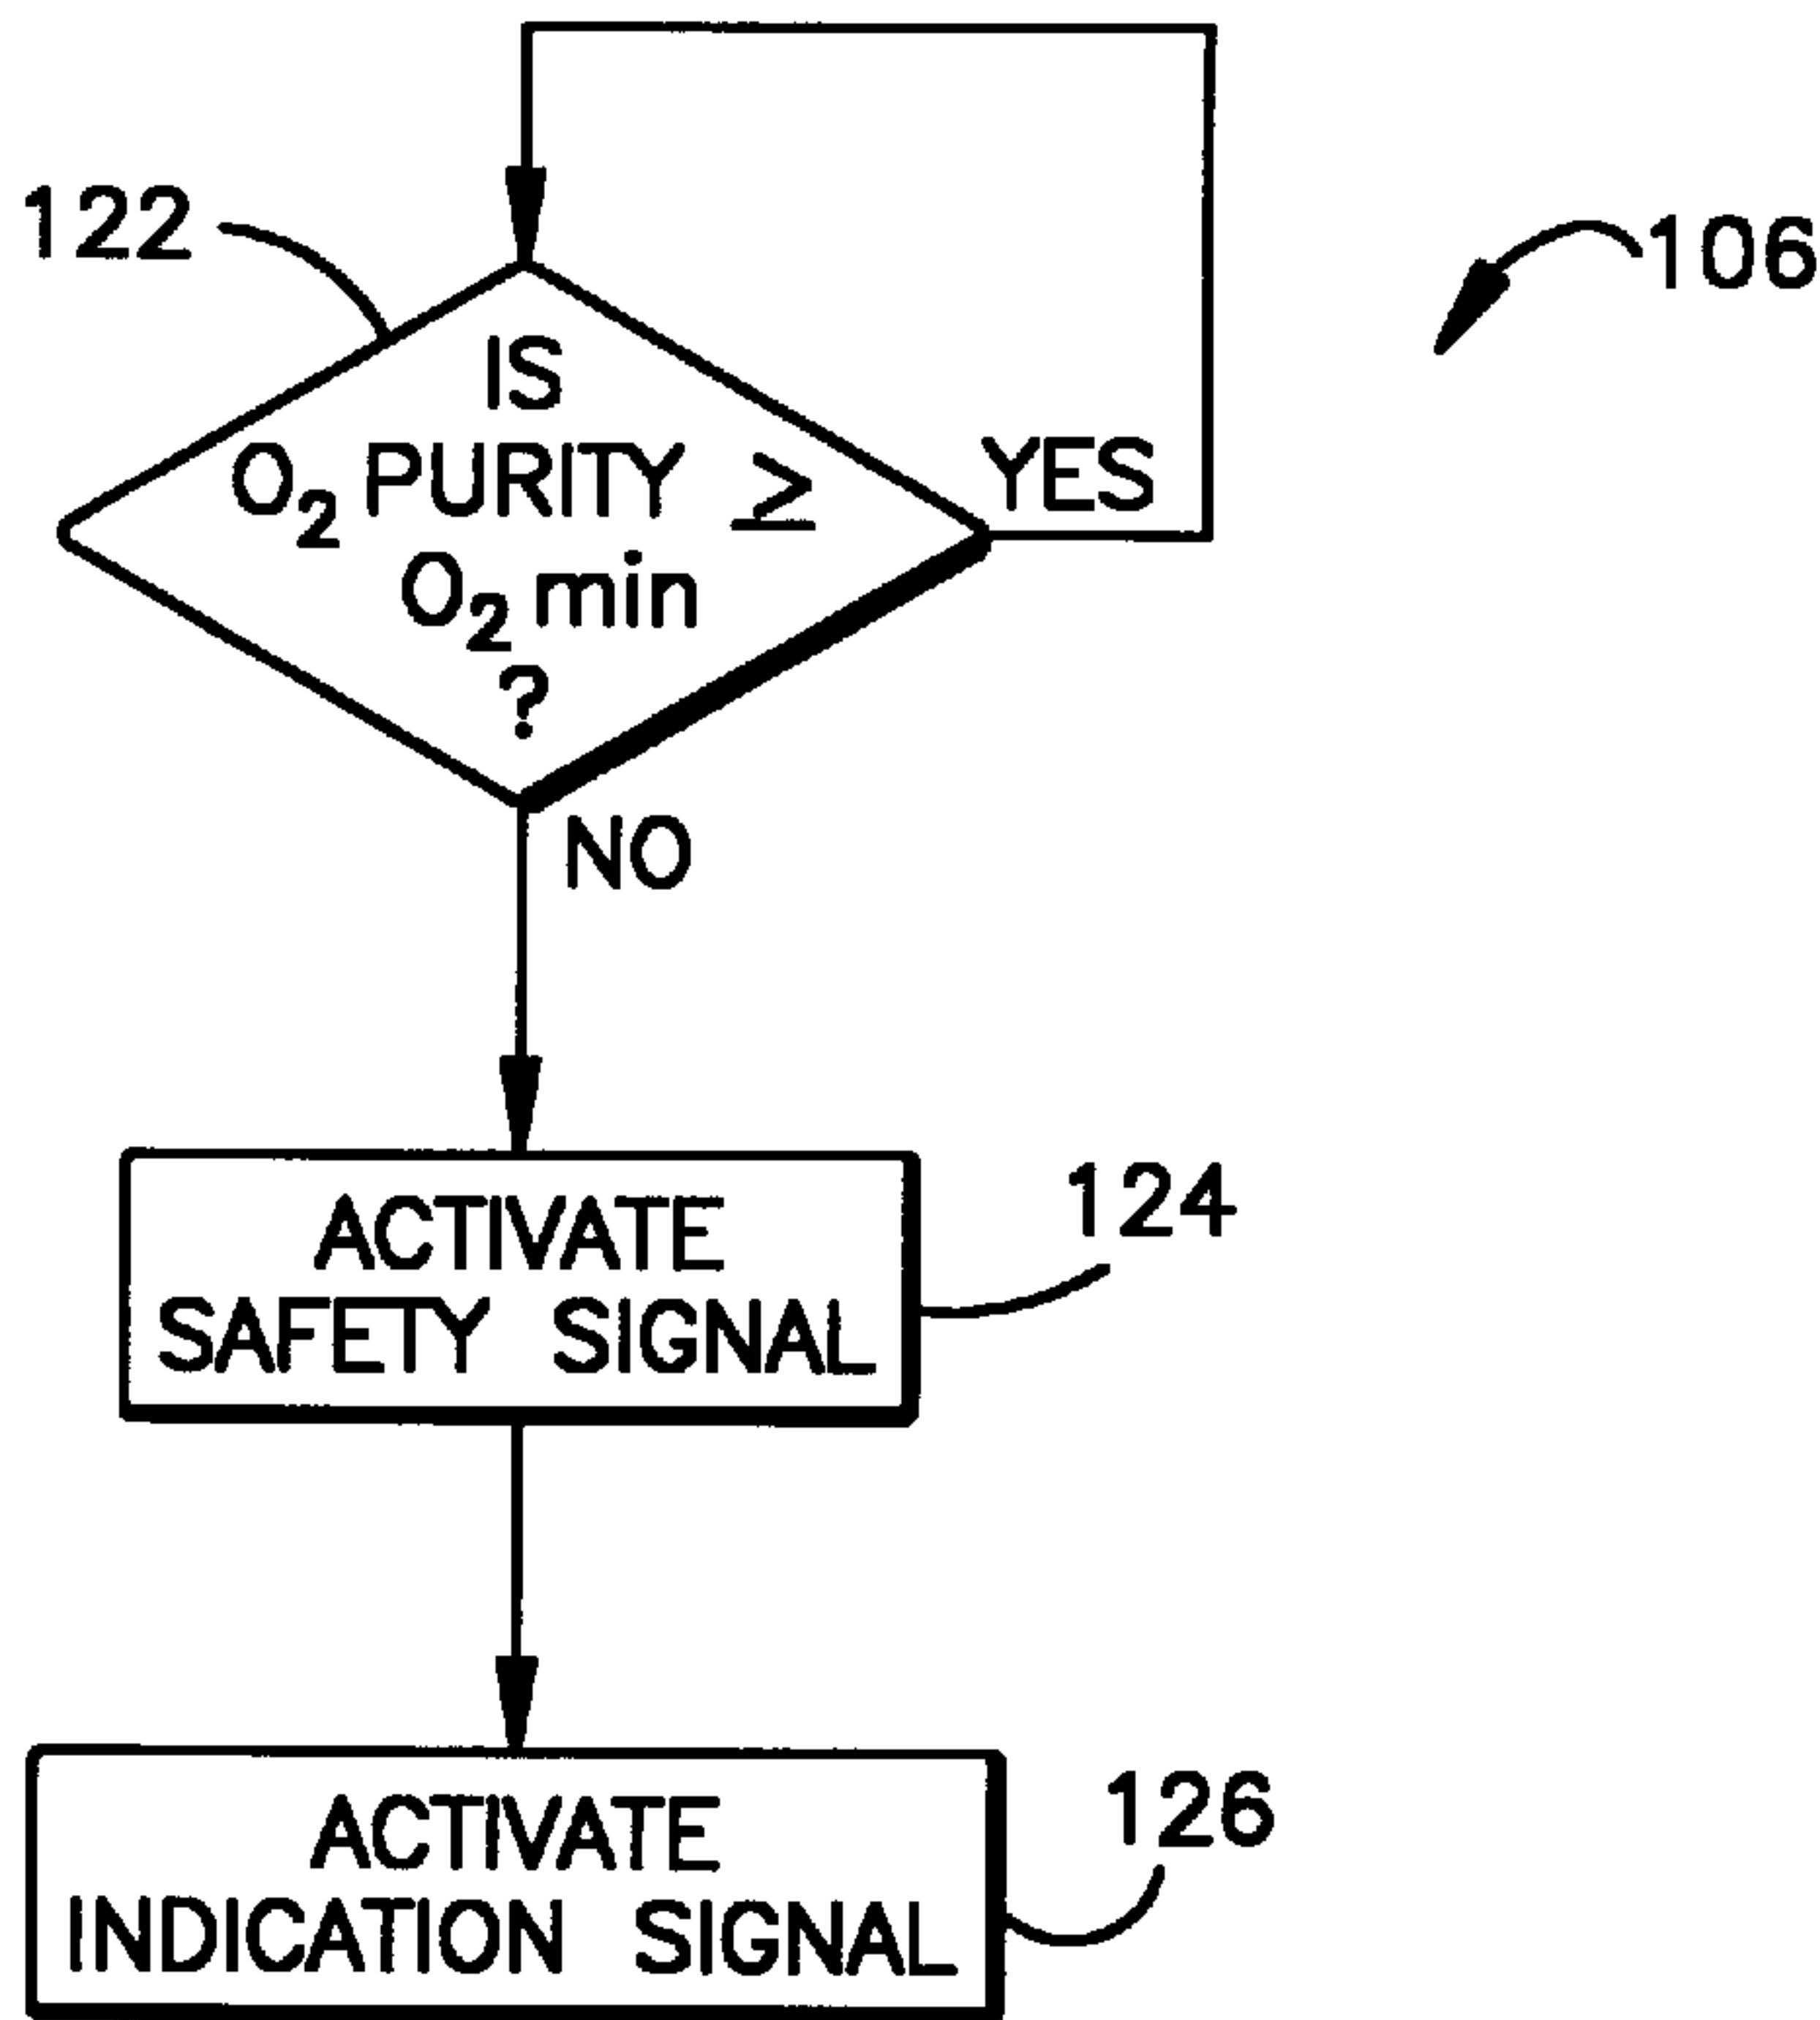 122
106
IS
O₂ PURITY ≥
O₂ min
?
YES
NO
ACTIVATE
SAFETY SIGNAL
124
ACTIVATE
INDICATION SIGNAL
126